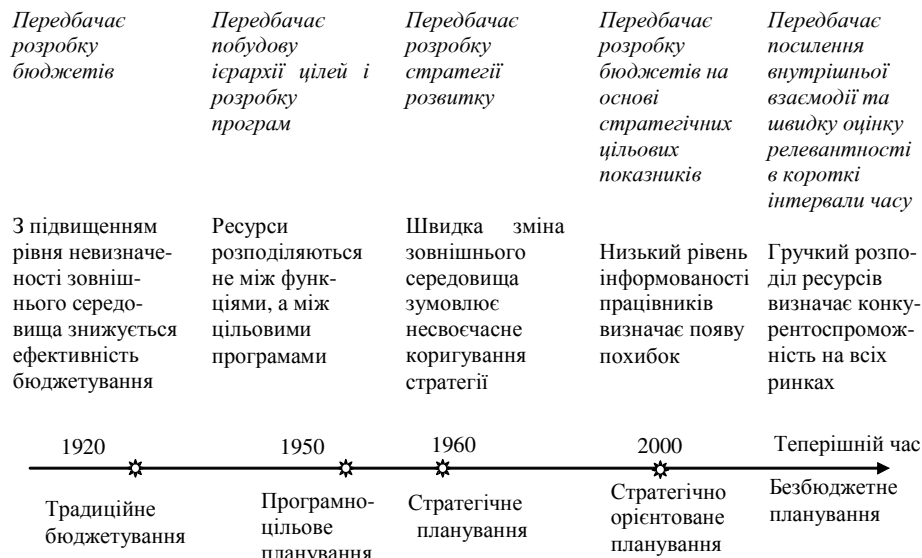 Передбачає
розробку
бюджетів
Передбачає
побудову
ієрархії цілей і
розробку
програм
Передбачає
розробку
стратегії
розвитку
Передбачає
розробку
бюджетів на
основі
стратегічних
цільових
показників
Передбачає
посилення
внутрішньої
взаємодії та
швидку оцінку
релевантності
в короткі
інтервали часу
З підвищенням
рівня невизначе-
ності зовніш-
нього середо-
вища знижується
ефективність
бюджетування
Ресурси
розподіляються
не між функ-
ціями, а між
цільовими
програмами
Швидка зміна
зовнішнього
середовища
зумовлює
несвоєчасне
коригування
стратегії
Низький рівень
інформованості
працівників
визначає появу
похибок
Гручкий розпо-
діл ресурсів
визначає конку-
рентоспромож-
ність на всіх
ринках
1920
1950
1960
2000
Теперішній час
Традиційне
бюджетування
Програмно-
цільове
планування
Стратегічне
планування
Стратегічно
орієнтоване
планування
Безбюджетне
планування